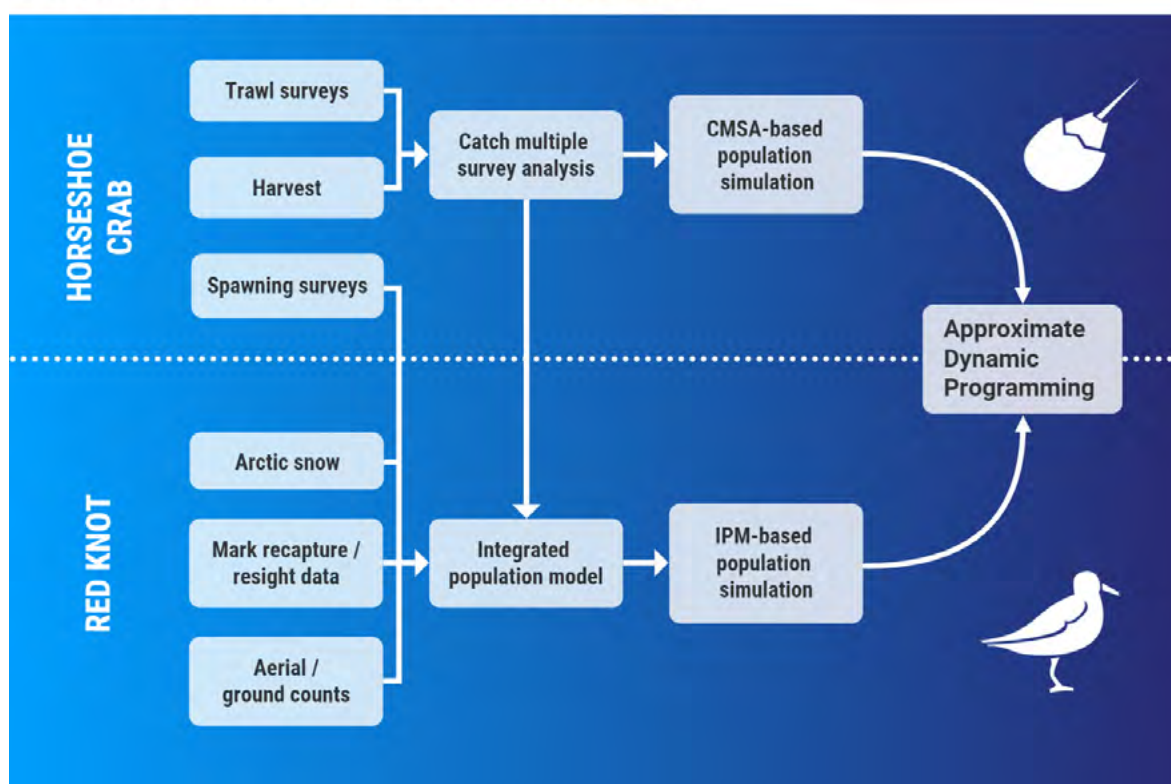 HORSESHOE
CRAB
Trawl surveys
Harvest
Spawning surveys
Catch multiple
survey analysis
CMSA-based
population
simulation
Approximate
Dynamic
Programming
RED KNOT
Arctic snow
Mark recapture /
resight data
Aerial /
ground counts
Integrated
population model
IPM-based
population
simulation